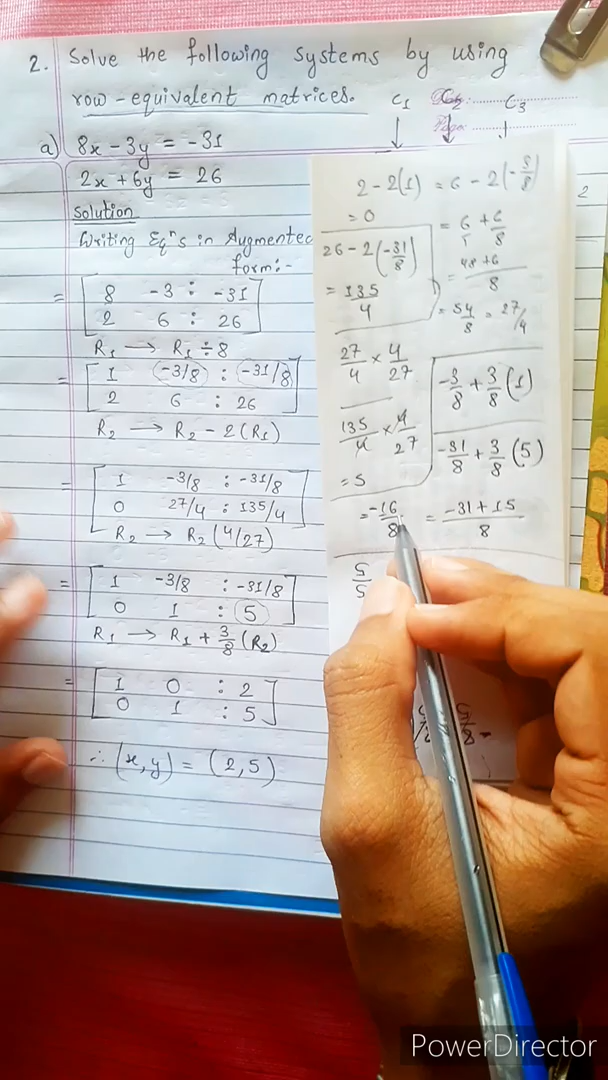 2. Solve the following systems by using
row-equivalent matrices.
C1 C2 C3
a) 8x - 3y = -31
2x + 6y = 26
Solution
Writing Eqns in Augmented
form:-
= [ 8 -3 : -31
2 6 : 26 ]
R1 → R1 ÷ 8
= [ 1 -3/8 : -31/8
2 6 : 26 ]
R2 → R2 - 2(R1)
= [ 1 -3/8 : -31/8
0 27/4 : 135/4 ]
R2 → R2 (4/27)
= [ 1 -3/8 : -31/8
0 1 : 5 ]
R1 → R1 + 3/8 (R2)
= [ 1 0 : 2
0 1 : 5 ]
∴ (x,y) = (2,5)
2 - 2(1)
= 0
= 6 - 2(-3/8)
= 6 + 6/8
= 48+6/8
= 54/8 = 27/4
26 - 2(-31/8)
= 135/4
27/4 × 4/27
135/4 × 4/27
= 5
-3/8 + 3/8 (1)
-31/8 + 3/8 (5)
= -31+15/8
= -16/8
2
PowerDirector